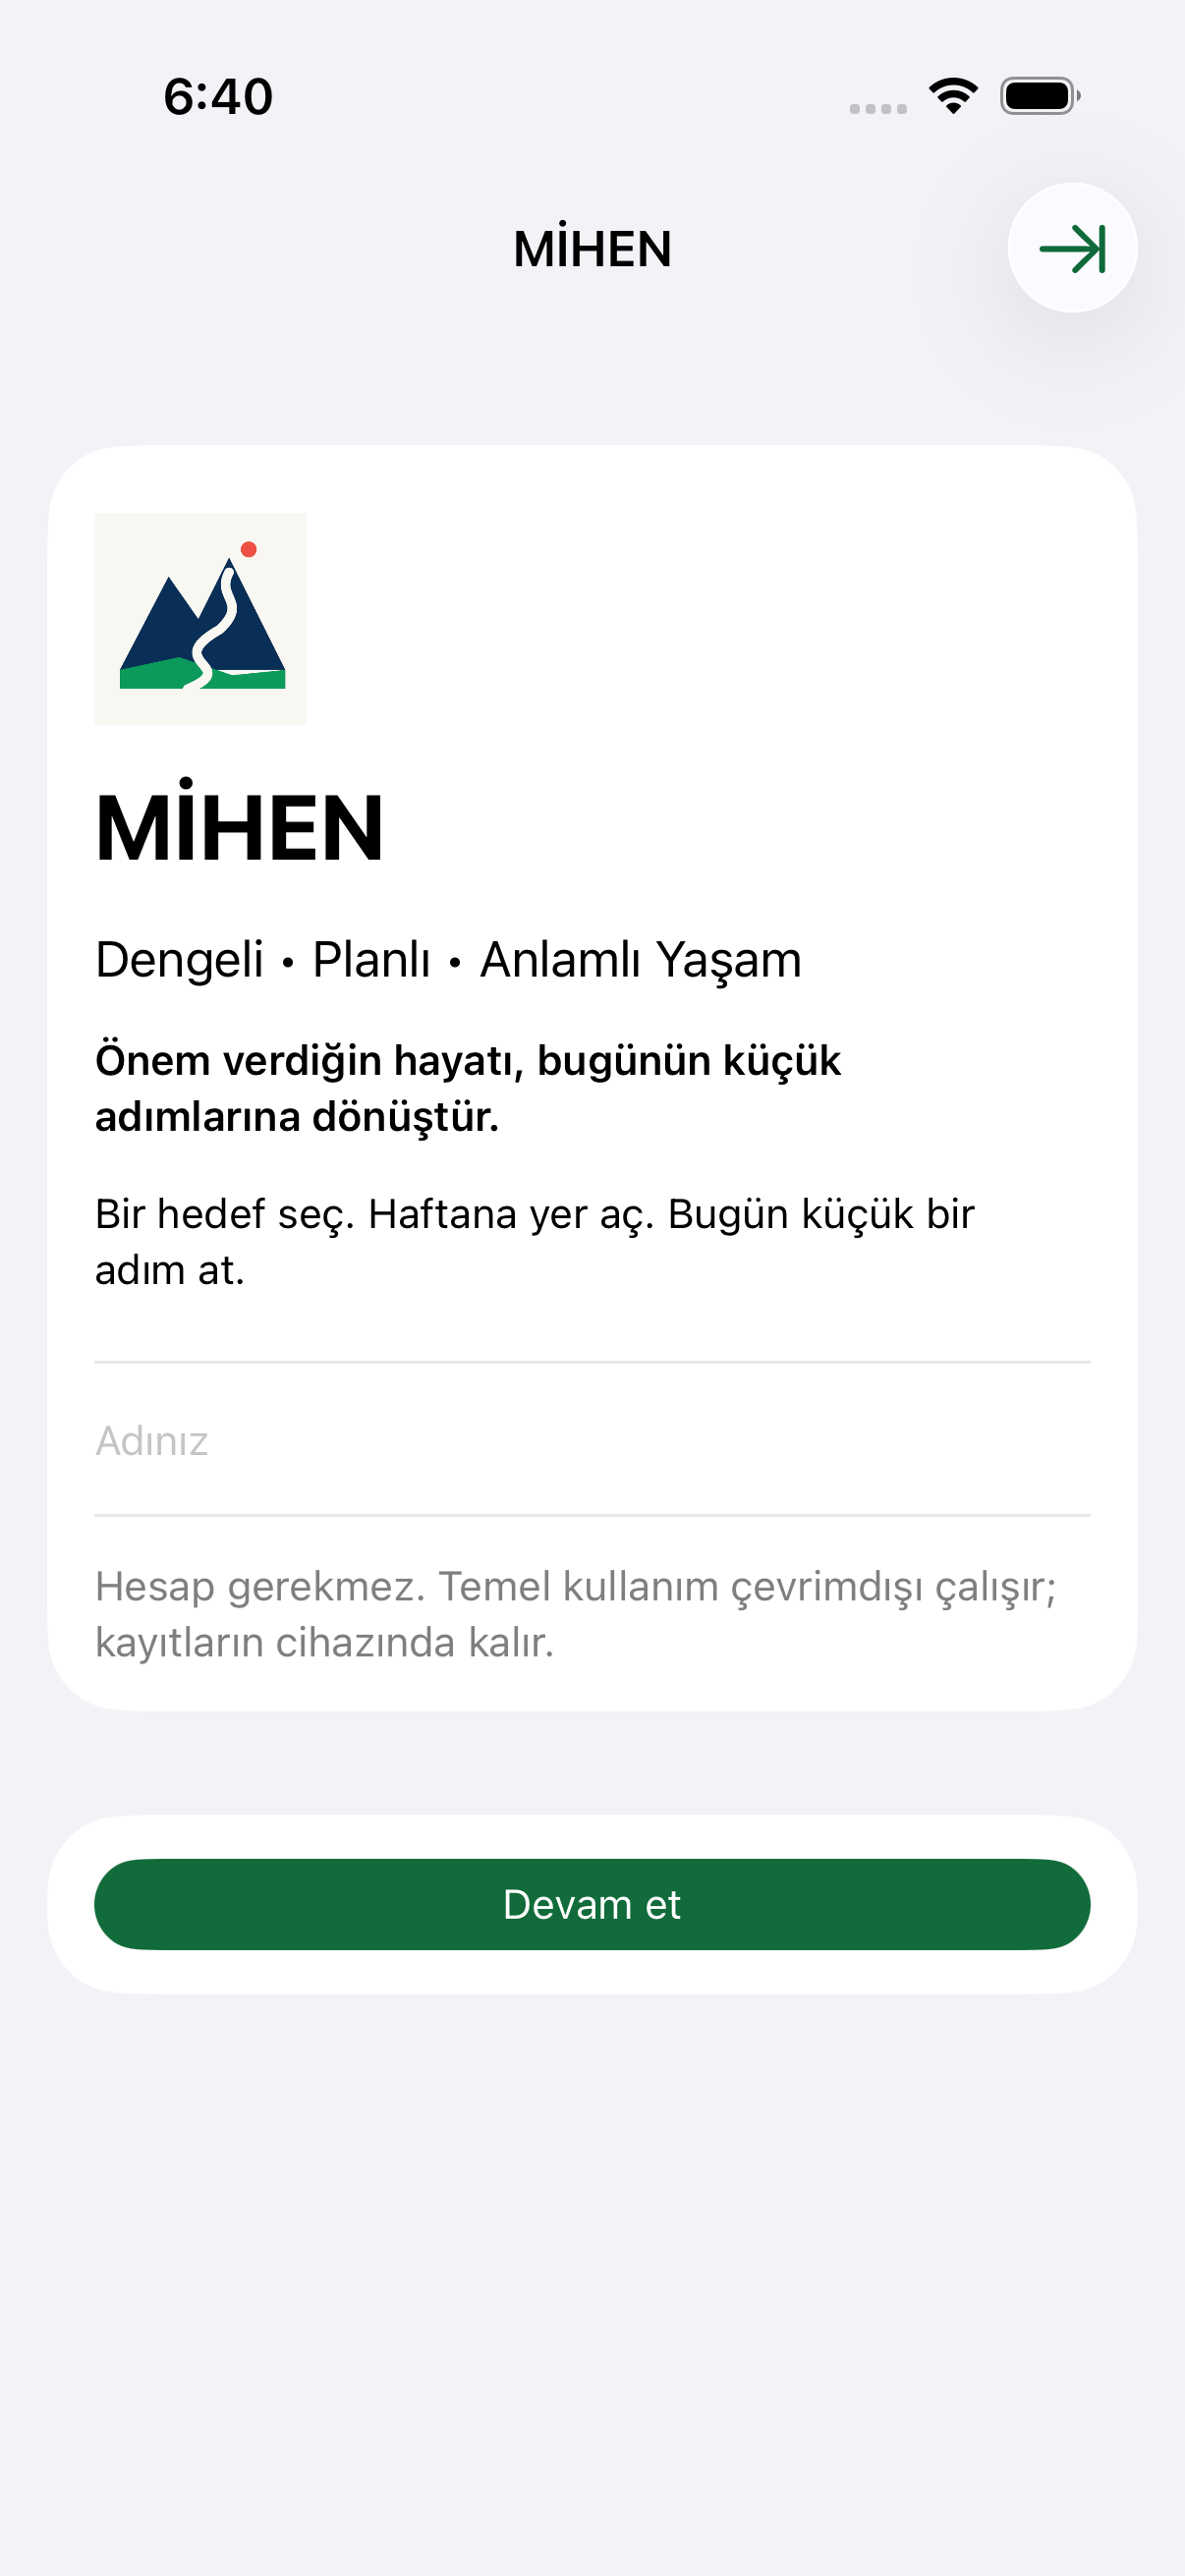 6:40
MİHEN
MİHEN
Dengeli • Planlı • Anlamlı Yaşam
Önem verdiğin hayatı, bugünün küçük
adımlarına dönüştür.
Bir hedef seç. Haftana yer aç. Bugün küçük bir
adım at.
Adınız
Hesap gerekmez. Temel kullanım çevrimdışı çalışır;
kayıtların cihazında kalır.
Devam et